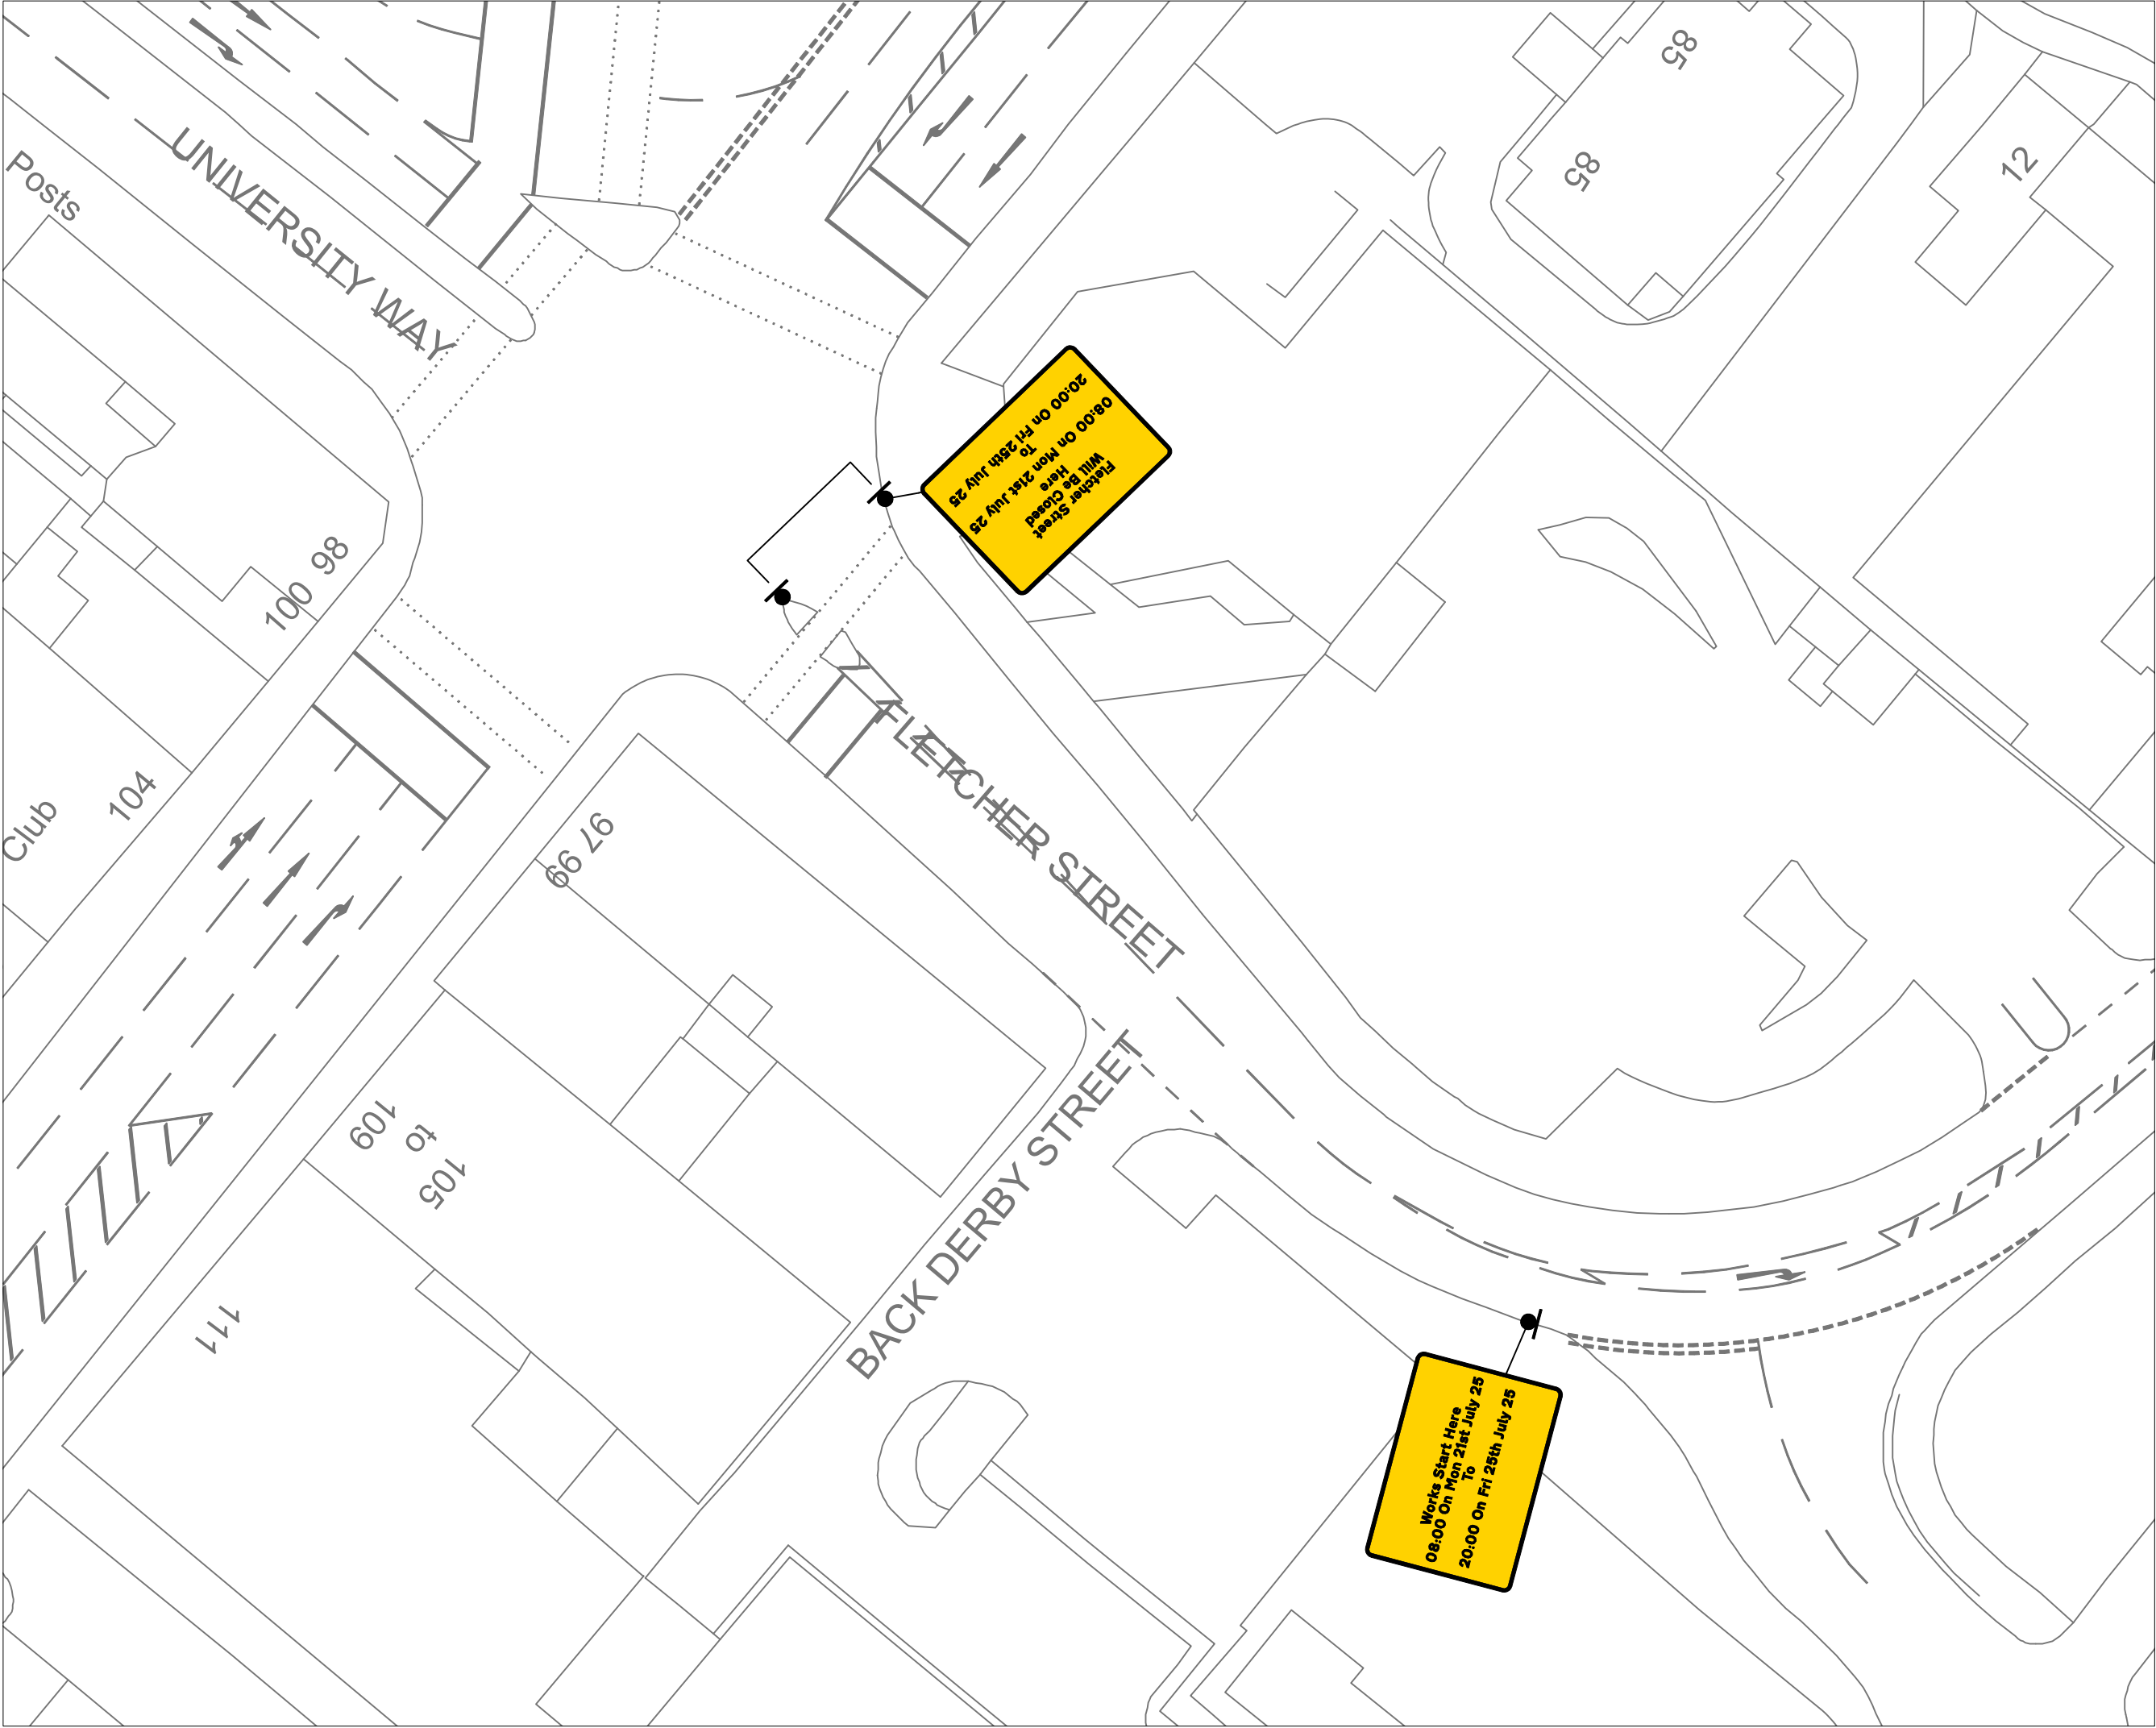 UNIVERSITY WAY
Posts
85
85
12
98
100
104
Club
Fletcher Street
Will Be Closed
Here
08:00 On Mon 21st July 25
To
20:00 On Fri 25th July 25
FLETCHER STREET
97
99
109
to
105
111
BACK DERBY STREET
Works Start Here
08:00 On Mon 21st July 25
To
20:00 On Fri 25th July 25